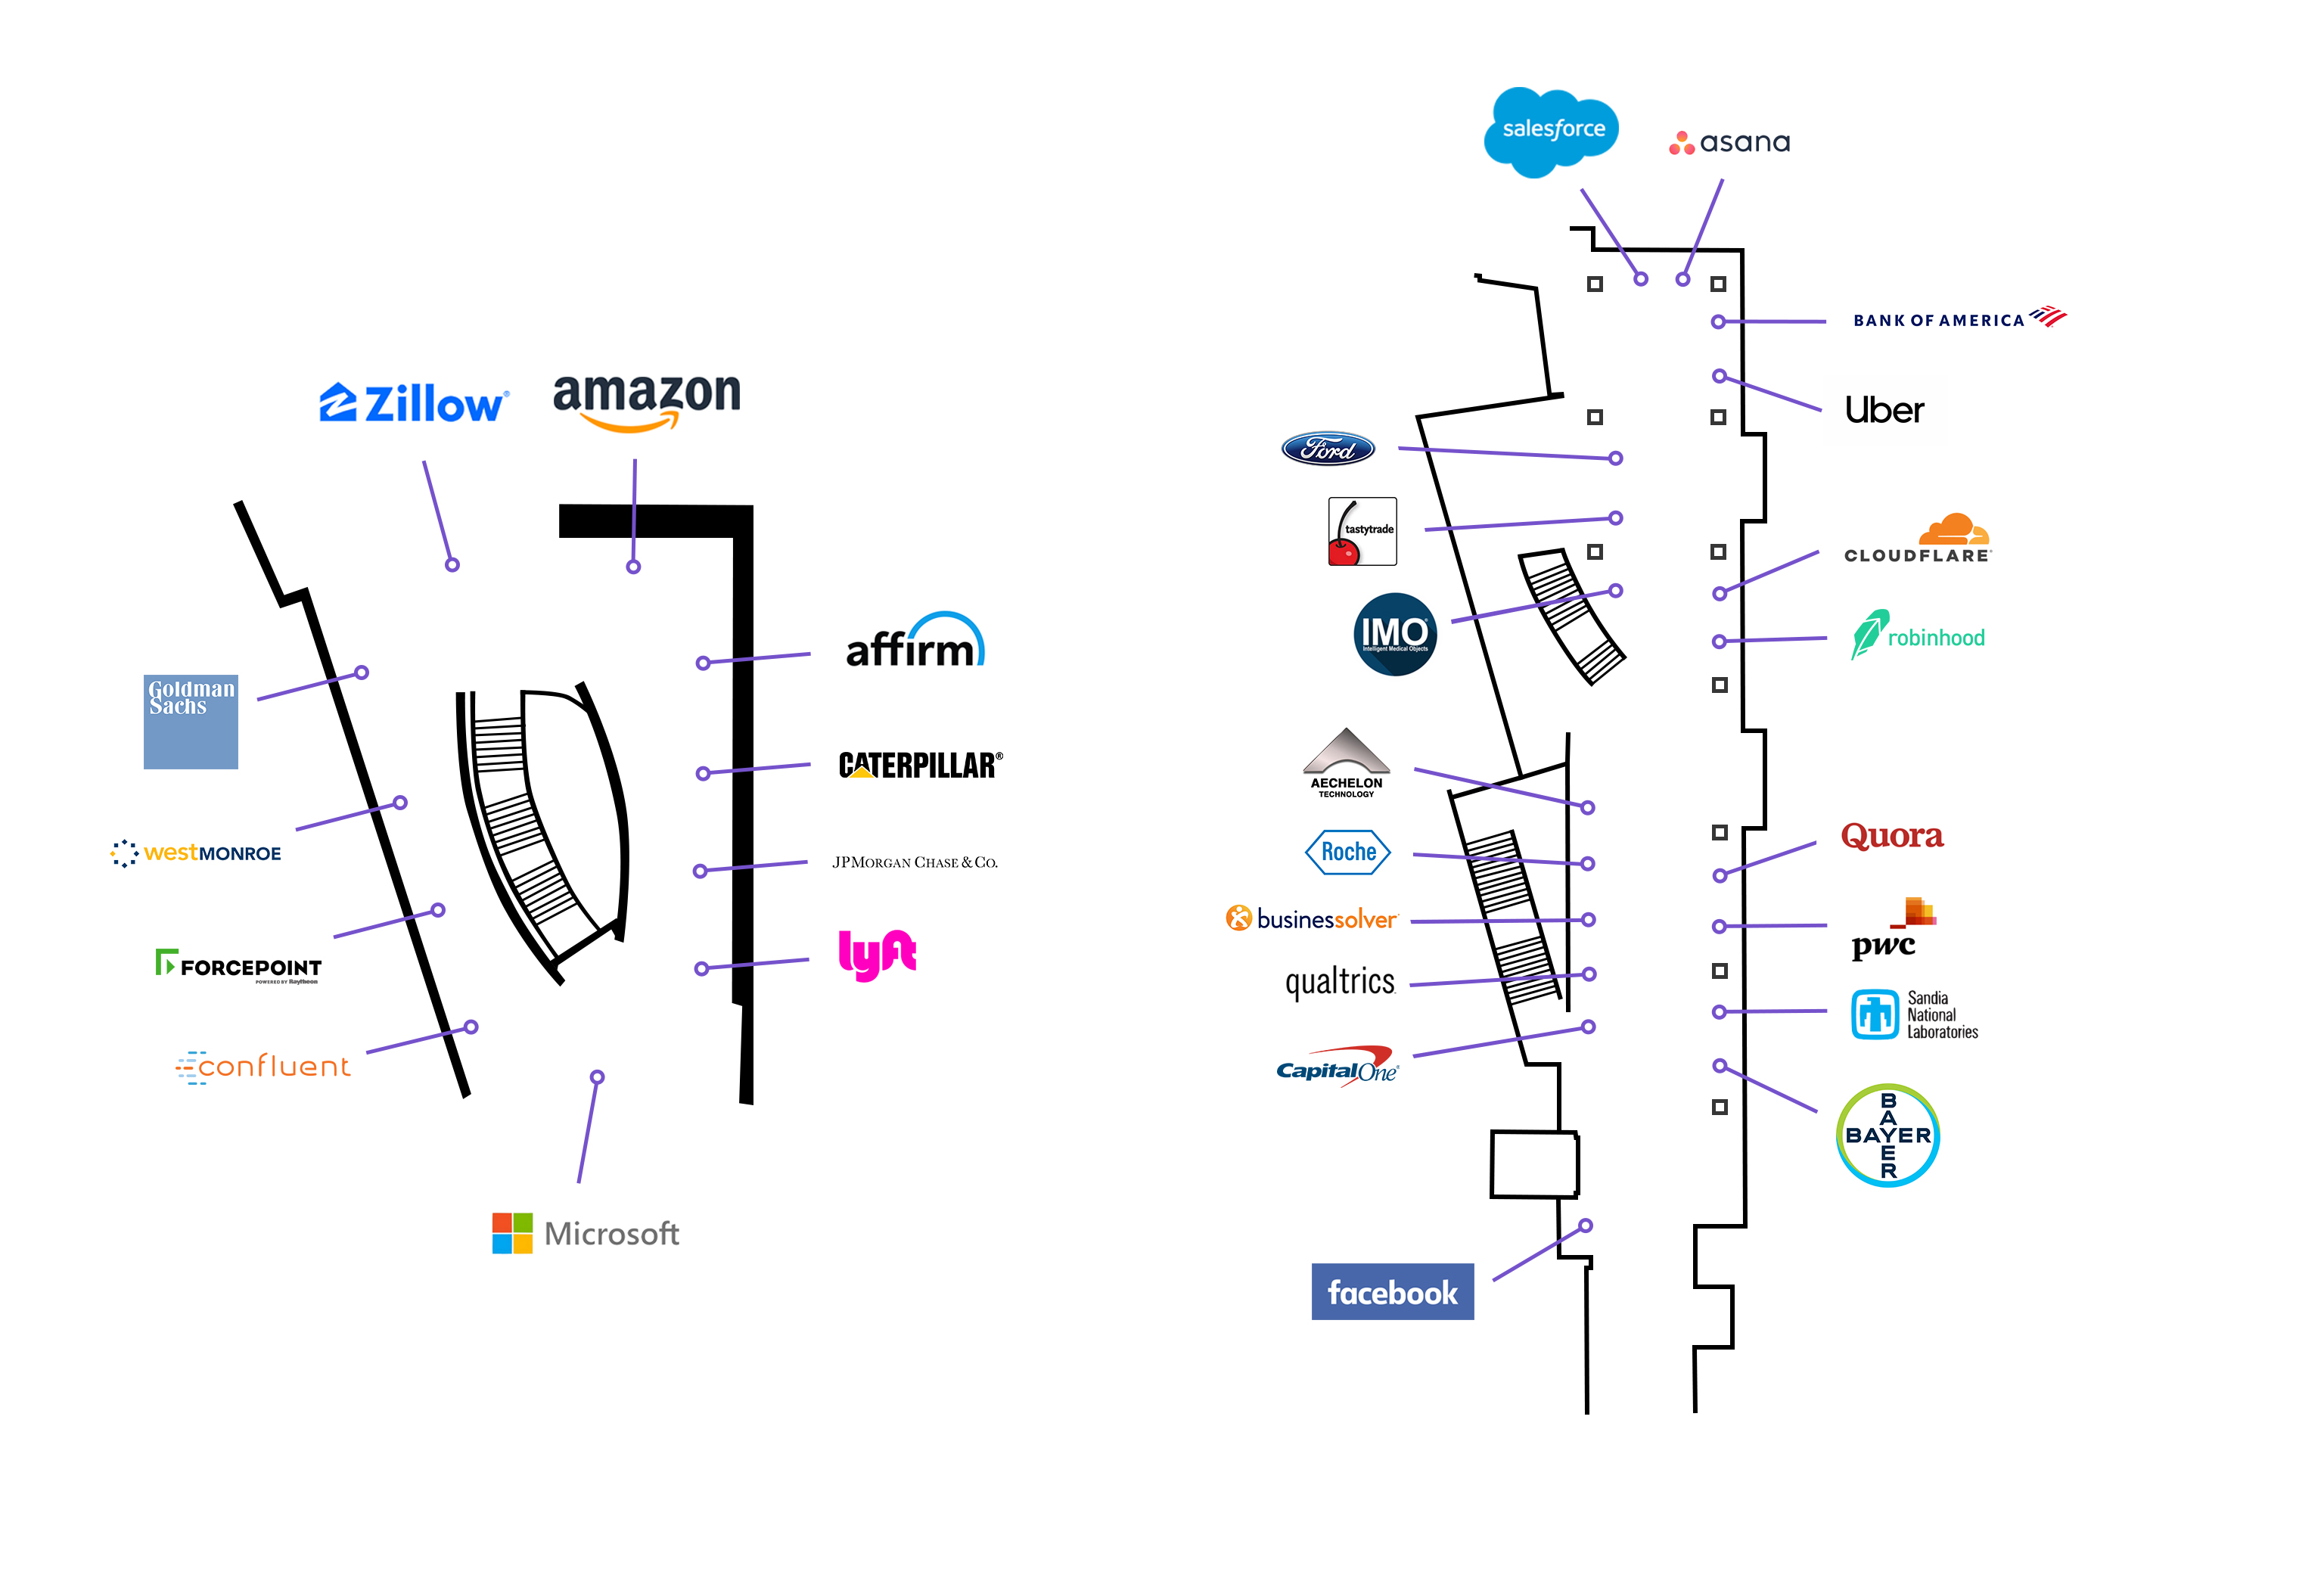 Zillow®
amazon
Goldman
Sachs
westMONROE
FORCEPOINT
POWERED BY Raytheon
confluent
Microsoft
affirm
CATERPILLAR®
JPMORGAN CHASE & CO.
lyft
salesforce
asana
Ford
tastytrade
IMO
Intelligent Medical Objects
AECHELON
TECHNOLOGY
Roche
businessolver
qualtrics
Capital One®
facebook
BANK OF AMERICA
Uber
CLOUDFLARE
robinhood
Quora
pwc
Sandia
National
Laboratories
BAYER
BAYER